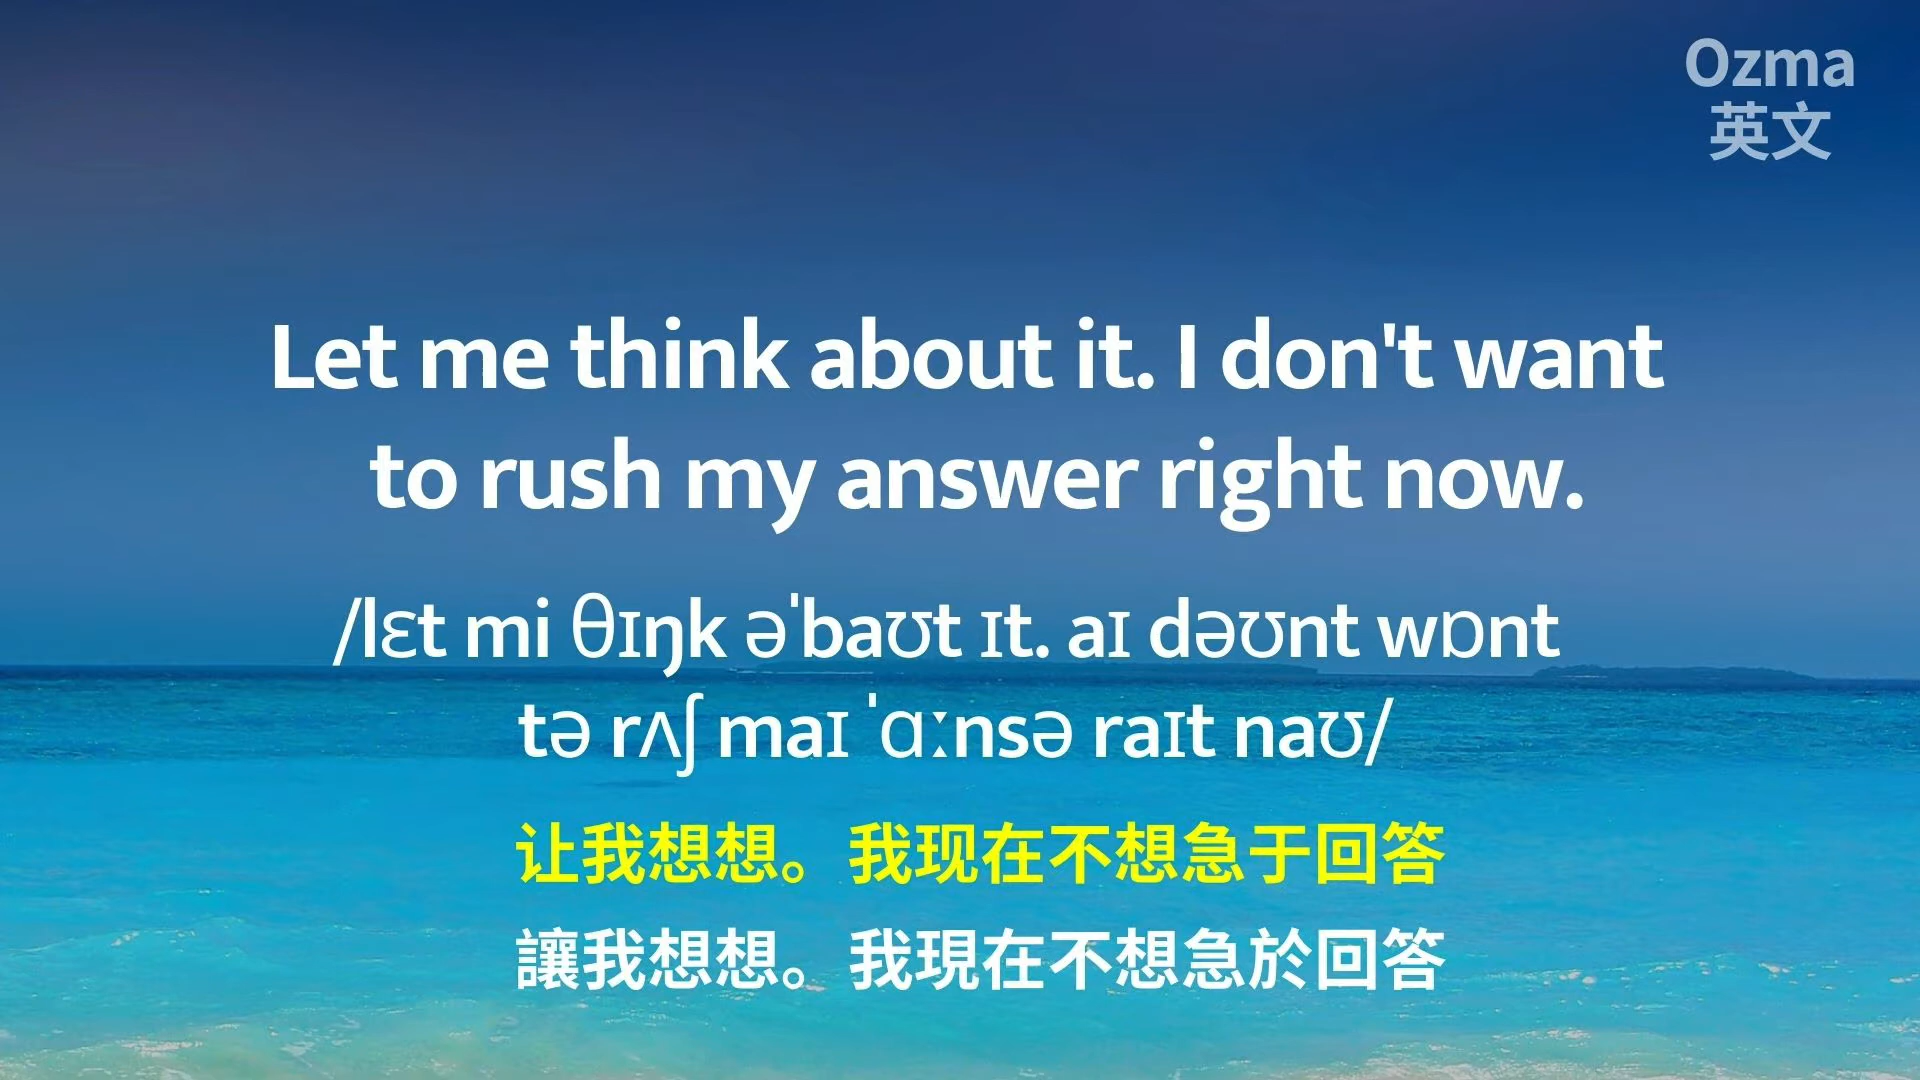 Ozma
英文
Let me think about it. I don't want
to rush my answer right now.
/lɛt mi θɪŋk əˈbaʊt ɪt. aɪ dəʊnt wɒnt
tə rʌʃ maɪ ˈɑːnsə raɪt naʊ/
让我想想。我现在不想急于回答
讓我想想。我現在不想急於回答